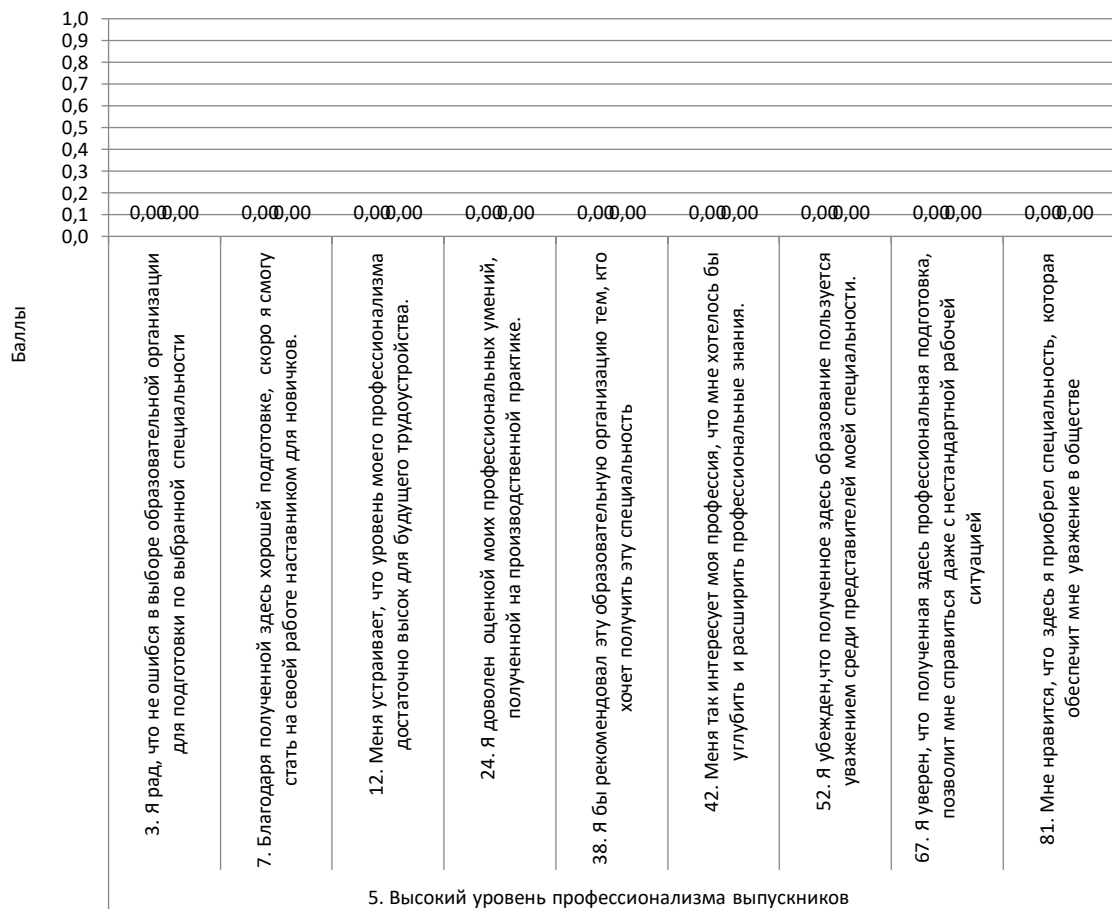 Баллы
1,0
0,9
0,8
0,7
0,6
0,5
0,4
0,3
0,2
0,1
0,0
0,00 0,00 0,00 0,00 0,00 0,00 0,00 0,00 0,00 0,00 0,00 0,00 0,00 0,00 0,00 0,00 0,00 0,00
3. Я рад, что не ошибся в выборе образовательной организации
для подготовки по выбранной специальности
7. Благодаря полученной здесь хорошей подготовке, скоро я смогу
стать на своей работе наставником для новичков.
12. Меня устраивает, что уровень моего профессионализма
достаточно высок для будущего трудоустройства.
24. Я доволен оценкой моих профессиональных умений,
полученной на производственной практике.
38. Я бы рекомендовал эту образовательную организацию тем, кто
хочет получить эту специальность
42. Меня так интересует моя профессия, что мне хотелось бы
углубить и расширить профессиональные знания.
52. Я убежден,что полученное здесь образование пользуется
уважением среди представителей моей специальности.
67. Я уверен, что полученная здесь профессиональная подготовка,
позволит мне справиться даже с нестандартной рабочей
ситуацией
81. Мне нравится, что здесь я приобрел специальность, которая
обеспечит мне уважение в обществе
5. Высокий уровень профессионализма выпускников